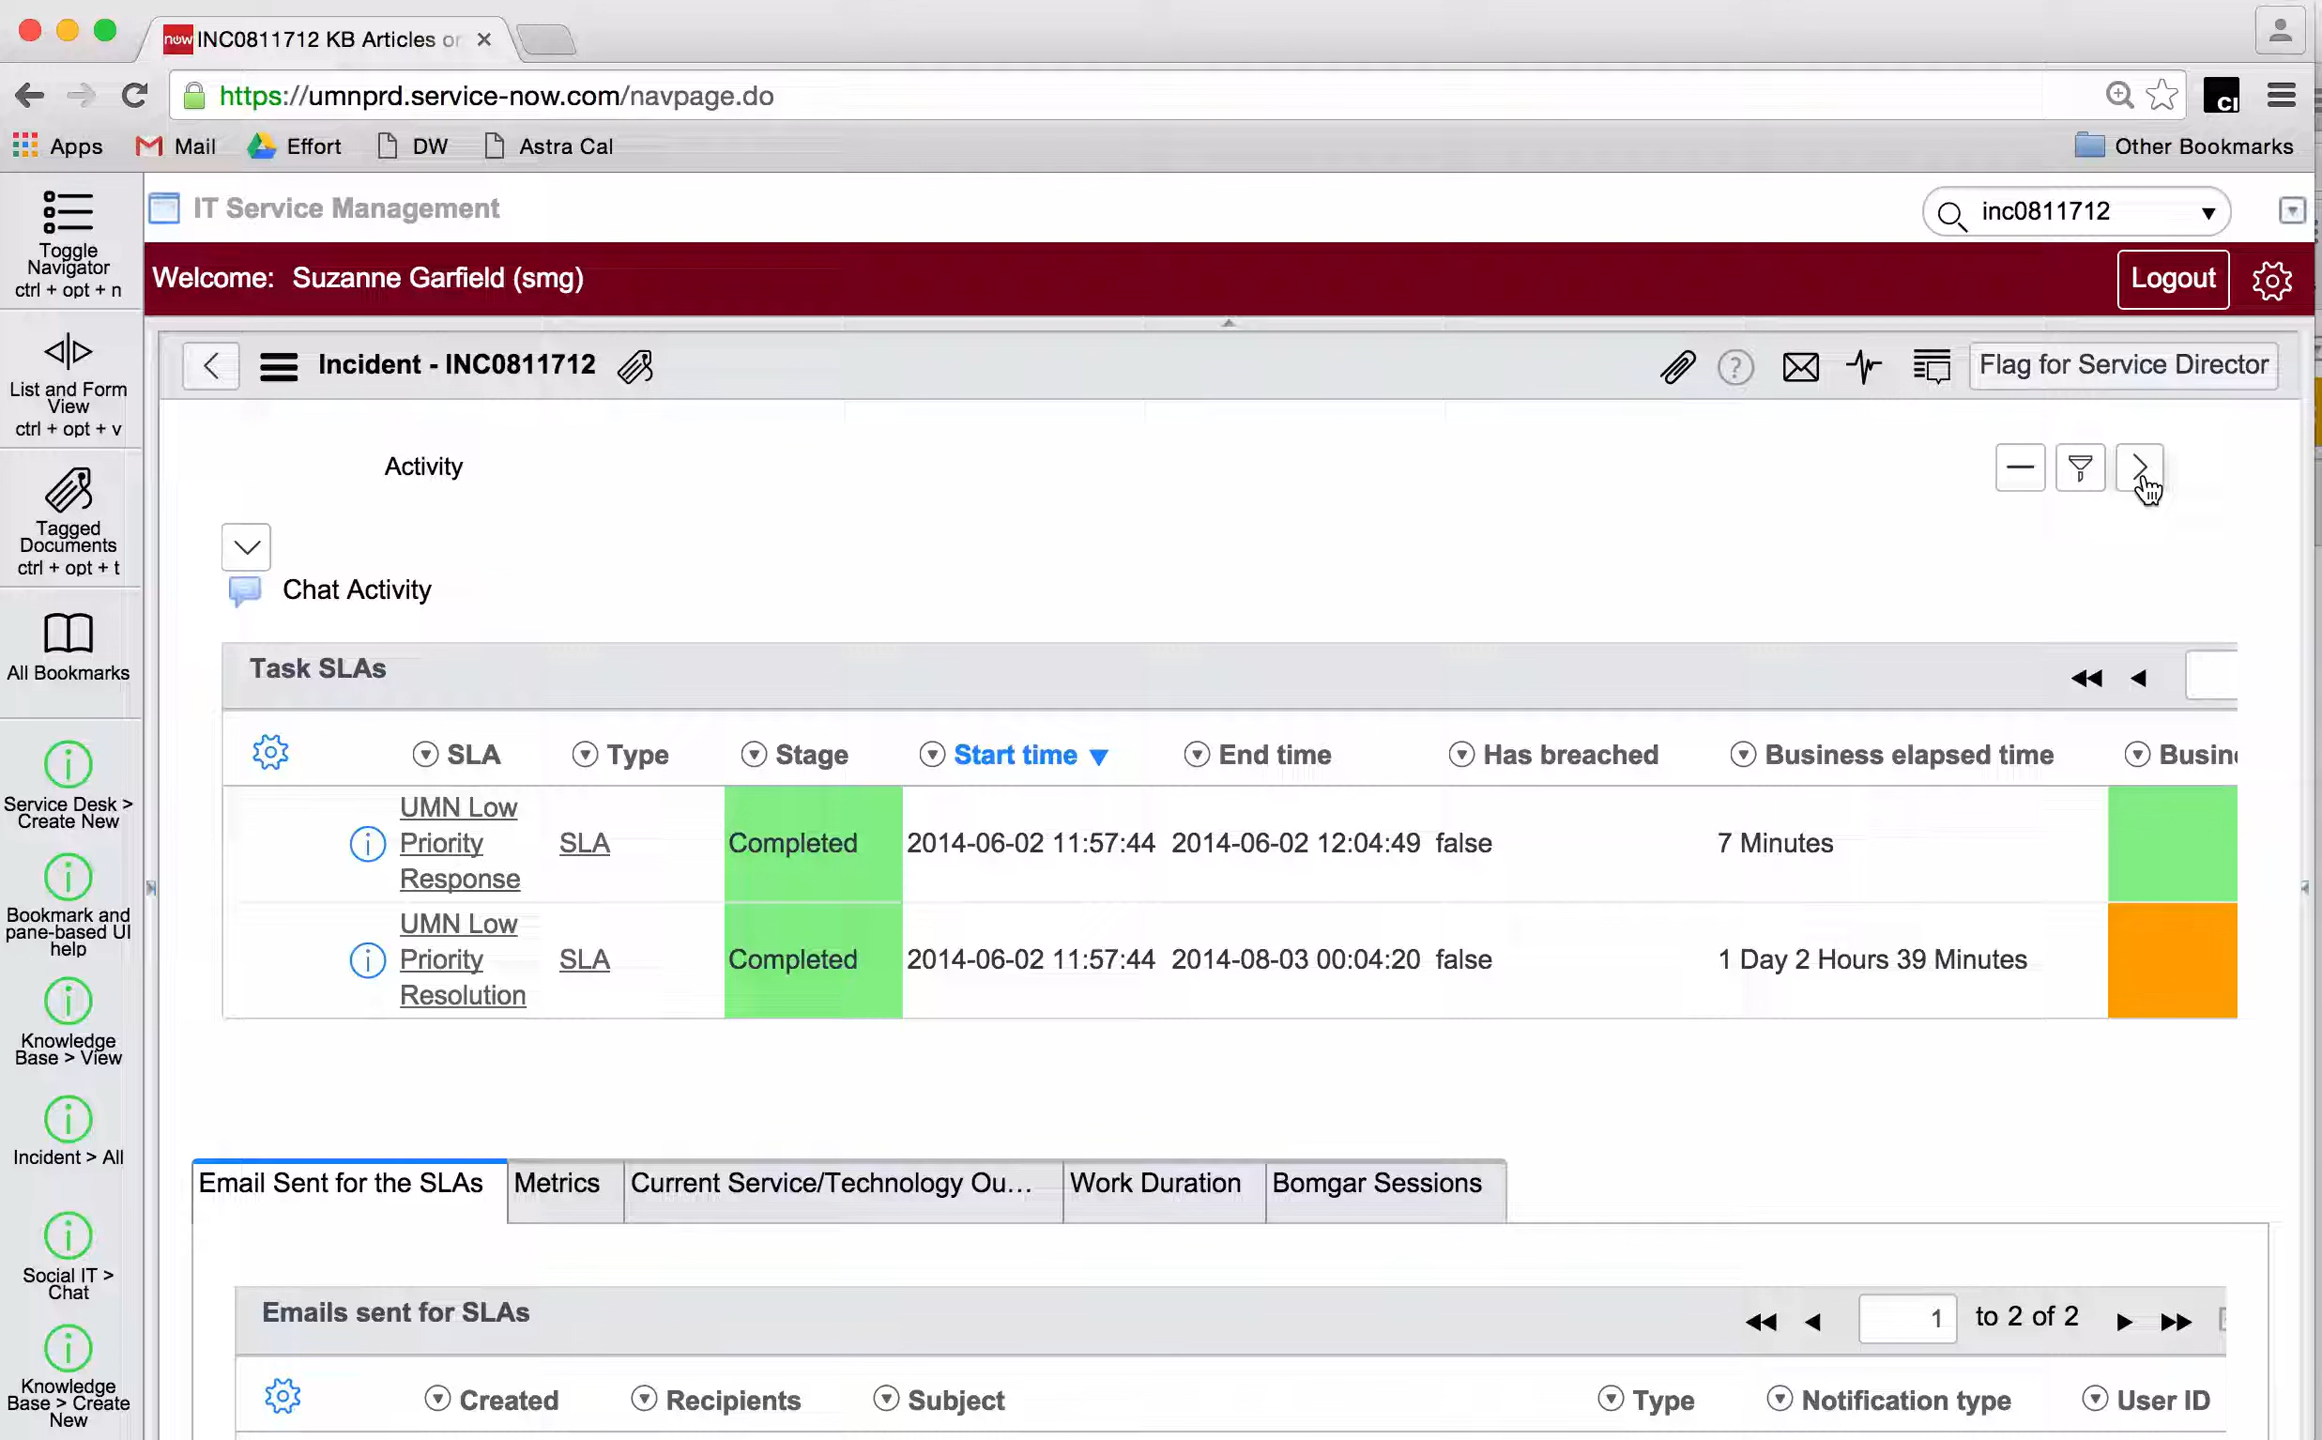 now INC0811712 KB Articles or
https://umnprd.service-now.com/navpage.do
CI
Apps Mail Effort DW Astra Cal Other Bookmarks
IT Service Management
inc0811712
Toggle
Navigator
ctrl + opt + n
Welcome: Suzanne Garfield (smg)
Logout
List and Form
View
ctrl + opt + v
Incident - INC0811712
Flag for Service Director
Activity
Tagged
Documents
ctrl + opt + t
Chat Activity
All Bookmarks
Task SLAs
SLA Type Stage Start time End time Has breached Business elapsed time Busin
UMN Low
Priority
Response
SLA Completed 2014-06-02 11:57:44 2014-06-02 12:04:49 false 7 Minutes
UMN Low
Priority
Resolution
SLA Completed 2014-06-02 11:57:44 2014-08-03 00:04:20 false 1 Day 2 Hours 39 Minutes
Service Desk >
Create New
Bookmark and
pane-based UI
help
Knowledge
Base > View
Incident > All
Social IT >
Chat
Knowledge
Base > Create
New
Email Sent for the SLAs Metrics Current Service/Technology Ou... Work Duration Bomgar Sessions
Emails sent for SLAs
1 to 2 of 2
Created Recipients Subject Type Notification type User ID